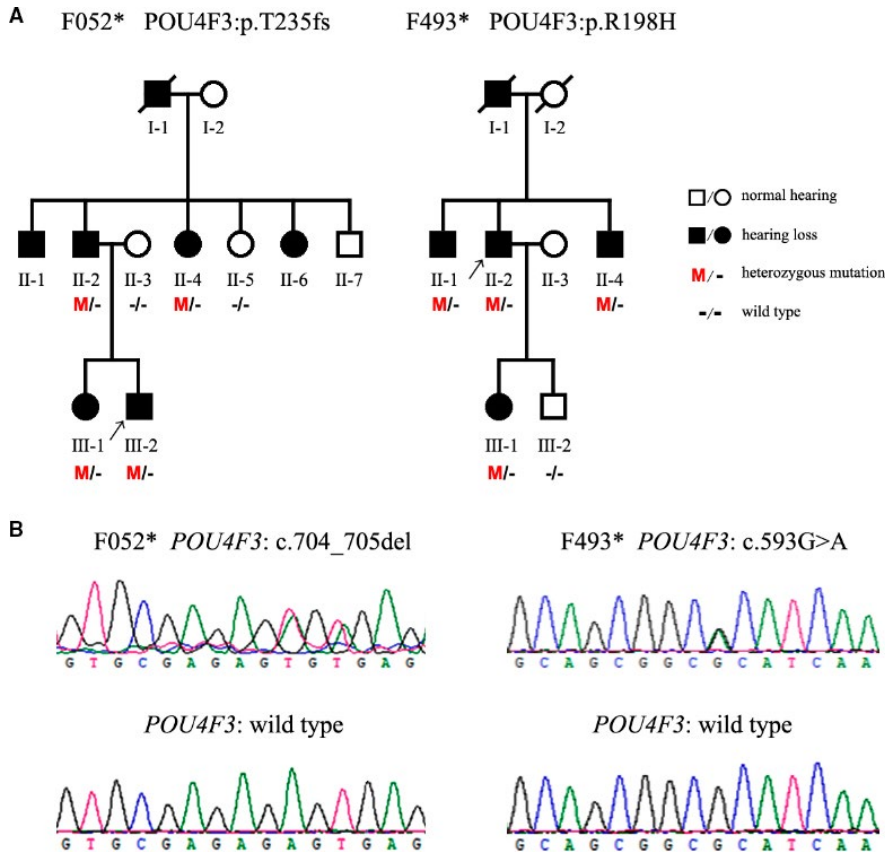 A
F052* POU4F3:p.T235fs
F493* POU4F3:p.R198H
I-1 I-2
I-1 I-2
II-1 II-2 II-3 II-4 II-5 II-6 II-7
M/- -/- M/- -/-
II-1 II-2 II-3 II-4
M/- M/- M/-
III-1 III-2
M/- M/-
III-1 III-2
M/- -/-
□/○ normal hearing
■/● hearing loss
M/- heterozygous mutation
-/- wild type
B
F052* POU4F3: c.704_705del
G T G C G A G A G T G T G A G
POU4F3: wild type
G T G C G A G A G A G T G A G
F493* POU4F3: c.593G>A
G C A G C G G C G C A T C A A
POU4F3: wild type
G C A G C G G C G C A T C A A